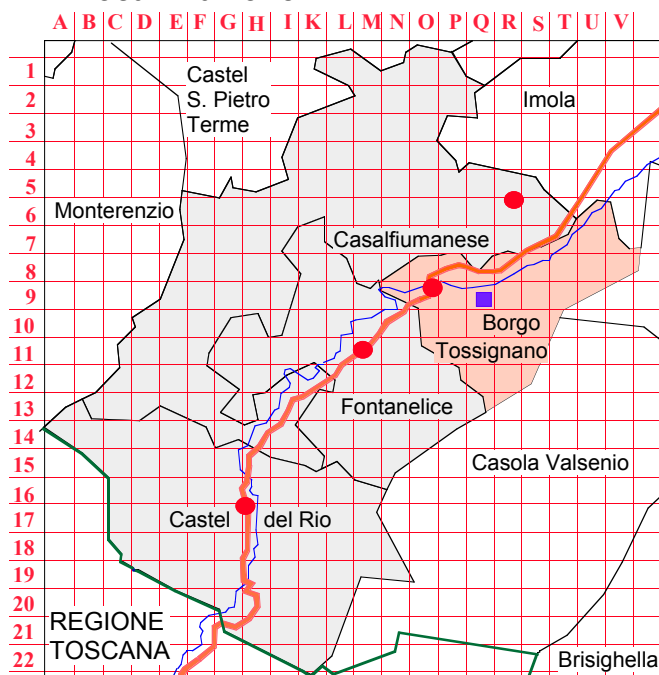 A B C D E F G H I K L M N O P Q R S T U V
1
Castel
2
S. Pietro
Imola
Terme
3
4
5
6
Monterenzio
7
Casalfiumanese
8
9
10
Borgo
11
Tossignano
12
13
Fontanelice
14
15
Casola Valsenio
16
17
Castel del Rio
18
19
20
REGIONE
21
TOSCANA
22
Brisighella